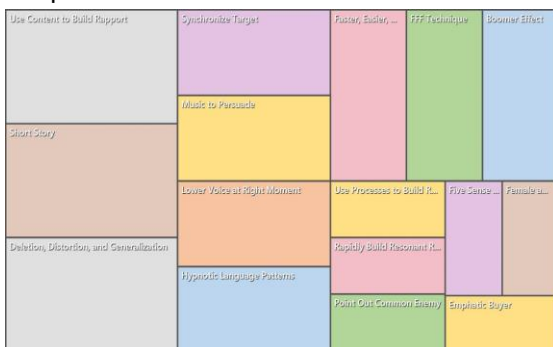 Use Content to Build Rapport
Short Story
Deletion, Distortion, and Generalization
Synchronize Target
Music to Persuade
Lower Voice at Right Moment
Hypnotic Language Patterns
Faster, Easier, ...
FFF Technique
Boomer Effect
Use Processes to Build R...
Rapidly Build Resonant R...
Point Out Common Enemy
Five Sense ...
Female a...
Emphatic Buyer